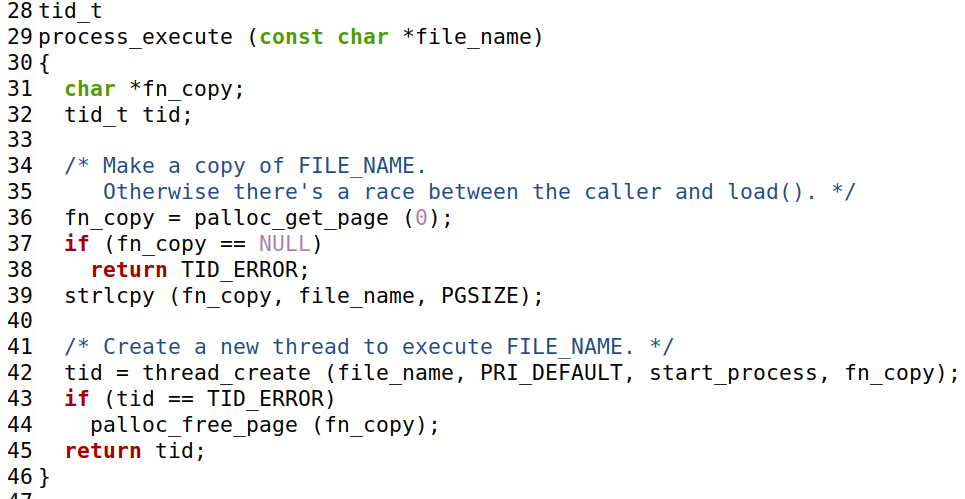 28 tid_t
29 process_execute (const char *file_name)
30 {
31   char *fn_copy;
32   tid_t tid;
33
34   /* Make a copy of FILE_NAME.
35      Otherwise there's a race between the caller and load(). */
36   fn_copy = palloc_get_page (0);
37   if (fn_copy == NULL)
38     return TID_ERROR;
39   strlcpy (fn_copy, file_name, PGSIZE);
40
41   /* Create a new thread to execute FILE_NAME. */
42   tid = thread_create (file_name, PRI_DEFAULT, start_process, fn_copy);
43   if (tid == TID_ERROR)
44     palloc_free_page (fn_copy);
45   return tid;
46 }
47